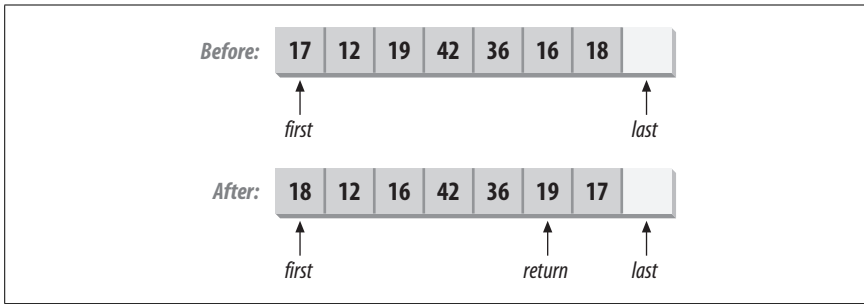 Before: 17 12 19 42 36 16 18
first last
After: 18 12 16 42 36 19 17
first return last